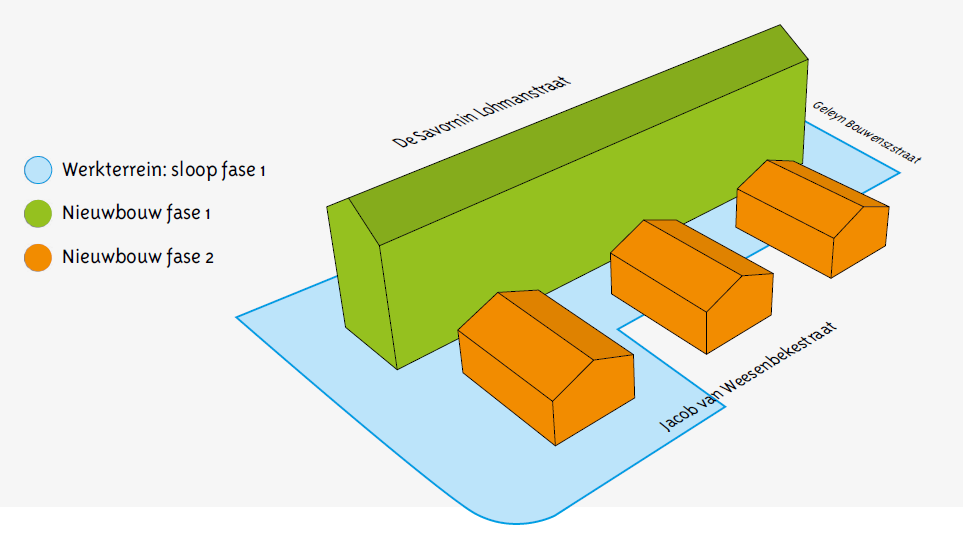 De Savornin Lohmanstraat
Geleyn Bouwenszstraat
Werkterrein: sloop fase 1
Nieuwbouw fase 1
Nieuwbouw fase 2
Jacob van Weesenbekestraat